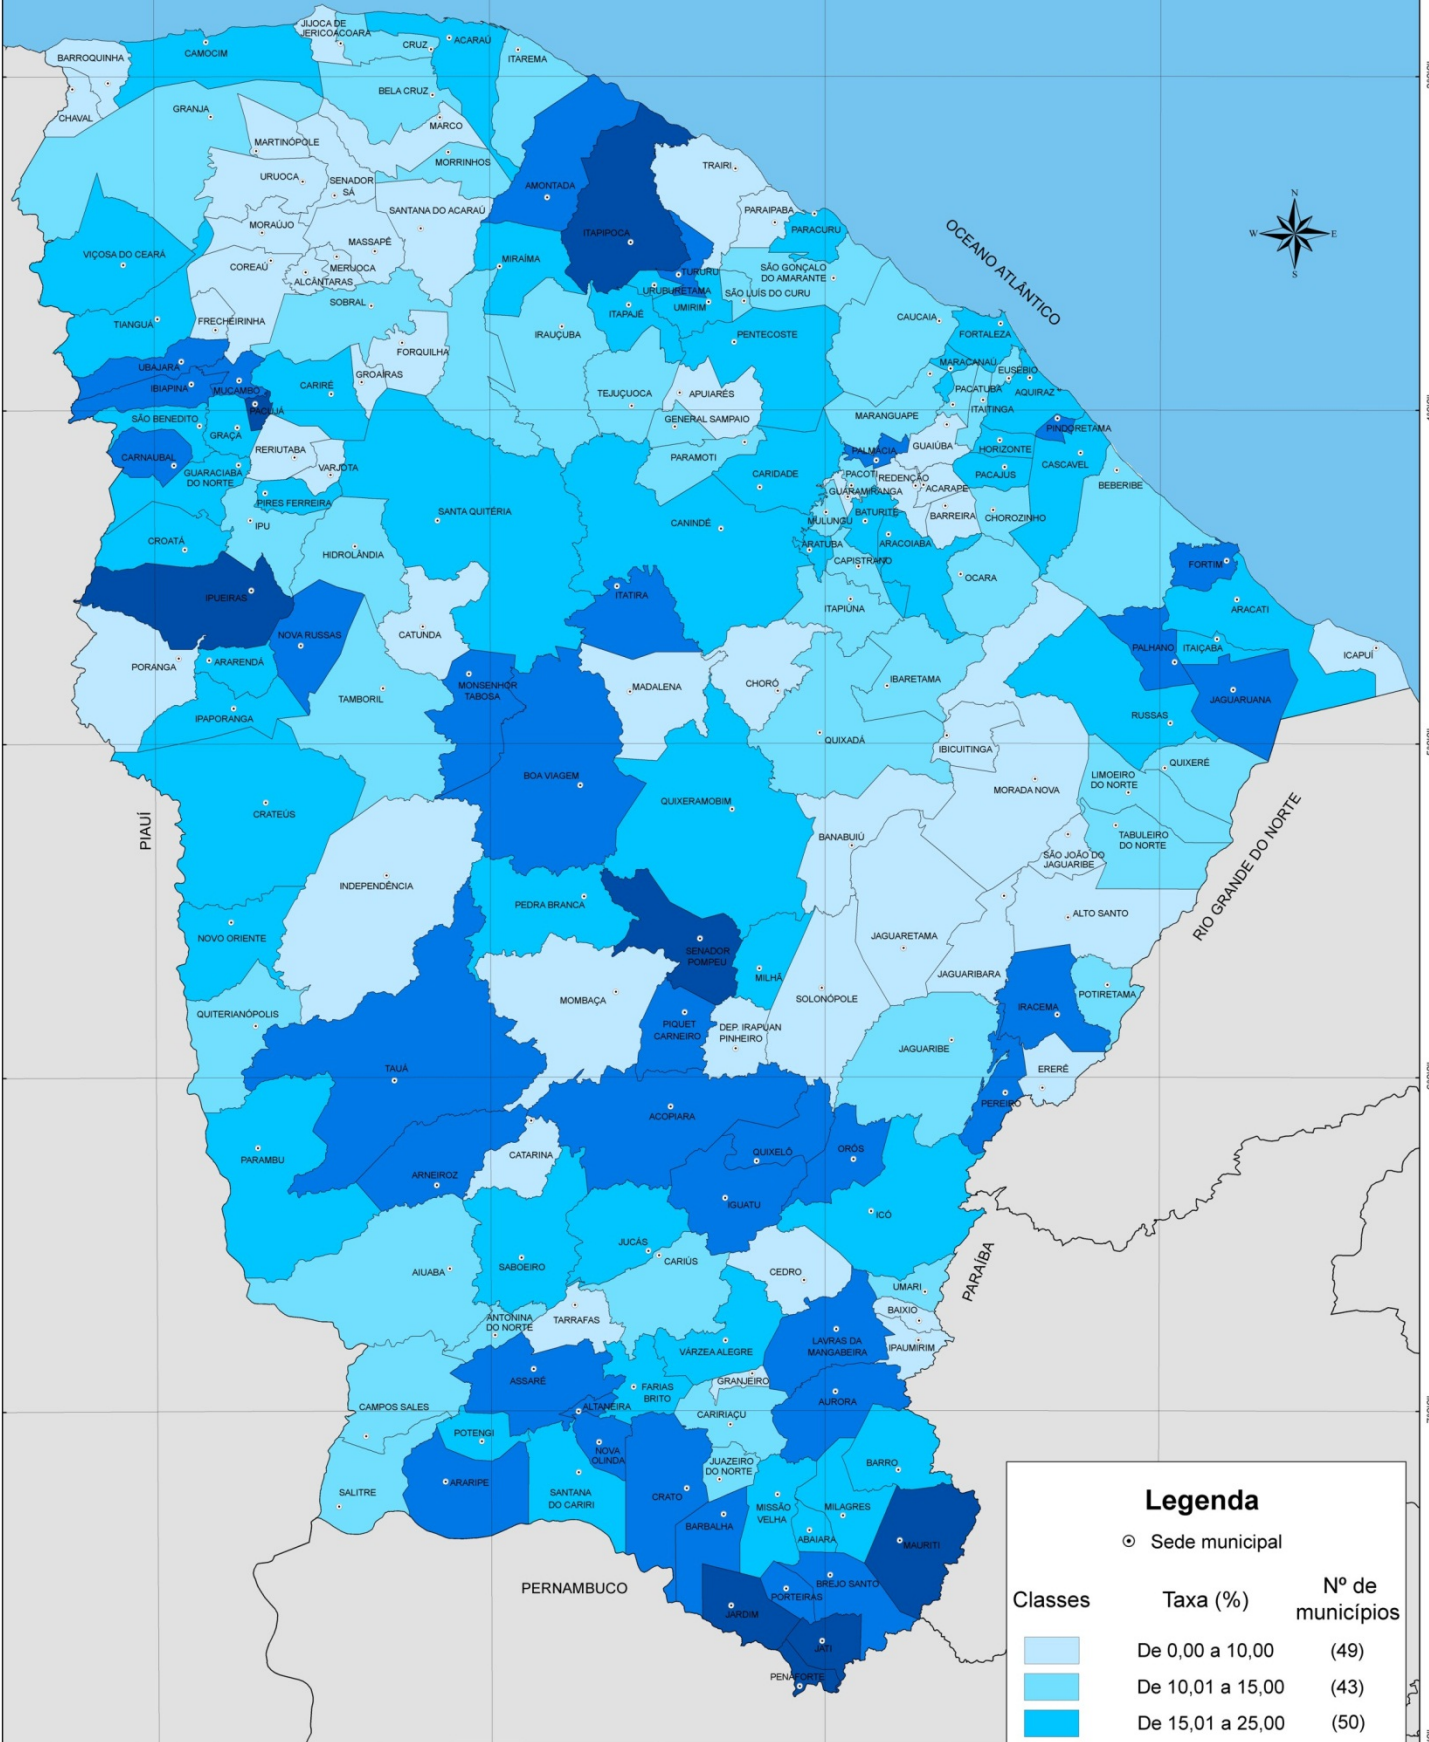 JIJOCA DE
JERICOACOARA
CRUZ
ACARAÚ
ITAREMA
BARROQUINHA
CAMOCIM
CHAVAL
BELA CRUZ
GRANJA
MARCO
MARTINÓPOLE
MORRINHOS
URUOCA
SENADOR
SÁ
AMONTADA
TRAIRI
SANTANA DO ACARAÚ
PARAIPABA
MORAÚJO
ITAPIPOCA
PARACURU
OCEANO ATLÂNTICO
N
W
E
S
MASSAPÊ
VIÇOSA DO CEARÁ
COREAÚ
MERUOCA
ALCÂNTARAS
MIRAÍMA
TURURU
SÃO GONÇALO
DO AMARANTE
URUBURETAMA
SÃO LUÍS DO CURU
SOBRAL
ITAPAJÉ
UMIRIM
TIANGUÁ
FRECHEIRINHA
IRAUÇUBA
PENTECOSTE
CAUCAIA
FORTALEZA
FORQUILHA
UBAJARA
MARACANAÚ
EUSÉBIO
GROAÍRAS
IBIAPINA
MUCAMBO
CARIRÉ
TEJUÇUOCA
APUIARÉS
PACATUBA
AQUIRAZ
PACUJÁ
ITAITINGA
SÃO BENEDITO
GENERAL SAMPAIO
MARANGUAPE
PINDORETAMA
GRAÇA
RERIUTABA
GUAIÚBA
HORIZONTE
CARNAUBAL
PARAMOTI
PALMÁCIA
CASCAVEL
GUARACIABA
DO NORTE
VARJOTA
CARIDADE
PACOTI
REDENÇÃO
PACAJUS
BEBERIBE
GUARAMIRANGA
ACARAPE
PIRES FERREIRA
SANTA QUITÉRIA
BATURITÉ
BARREIRA
CHOROZINHO
IPU
CANINDÉ
MULUNGU
CROATÁ
ARATUBA
ARACOIABA
HIDROLÂNDIA
CAPISTRANO
FORTIM
OCARA
IPUEIRAS
ITATIRA
ITAPIÚNA
ARACATI
NOVA RUSSAS
CATUNDA
PALHANO
ITAIÇABA
ICAPUÍ
PORANGA
ARARENDÁ
MONSENHOR
TABOSA
MADALENA
CHORÓ
IBARETAMA
TAMBORIL
JAGUARUANA
IPAPORANGA
RUSSAS
QUIXADÁ
IBICUITINGA
QUIXERÉ
BOA VIAGEM
LIMOEIRO
DO NORTE
MORADA NOVA
QUIXERAMOBIM
CRATEÚS
PIAUÍ
BANABUIÚ
TABULEIRO
DO NORTE
SÃO JOÃO DO
JAGUARIBE
RIO GRANDE DO NORTE
INDEPENDÊNCIA
PEDRA BRANCA
ALTO SANTO
NOVO ORIENTE
JAGUARETAMA
SENADOR
POMPEU
JAGUARIBARA
MILHÃ
POTIRETAMA
MOMBAÇA
SOLONÓPOLE
IRACEMA
QUITERIANÓPOLIS
PIQUET
CARNEIRO
DEP. IRAPUAN
PINHEIRO
JAGUARIBE
TAUÁ
ERERÊ
PEREIRO
ACOPIARA
PARAMBU
CATARINA
QUIXELÔ
ORÓS
ARNEIROZ
IGUATU
ICÓ
JUCÁS
CARIÚS
SABOEIRO
AIUABA
CEDRO
PARAÍBA
UMARI
ANTONINA
DO NORTE
TARRAFAS
BAIXIO
LAVRAS DA
MANGABEIRA
VÁRZEA ALEGRE
IPAUMIRIM
ASSARÉ
GRANJEIRO
FARIAS
BRITO
AURORA
CAMPOS SALES
ALTANEIRA
CARIRIAÇU
POTENGI
NOVA
OLINDA
JUAZEIRO
DO NORTE
BARRO
SALITRE
ARARIPE
SANTANA
DO CARIRI
CRATO
MISSÃO
VELHA
MILAGRES
BARBALHA
ABAIARA
MAURITI
PERNAMBUCO
BREJO SANTO
PORTEIRAS
JARDIM
JATI
PENAFORTE
Legenda
Sede municipal
Classes Taxa (%) Nº de
municípios
De 0,00 a 10,00 (49)
De 10,01 a 15,00 (43)
De 15,01 a 25,00 (50)